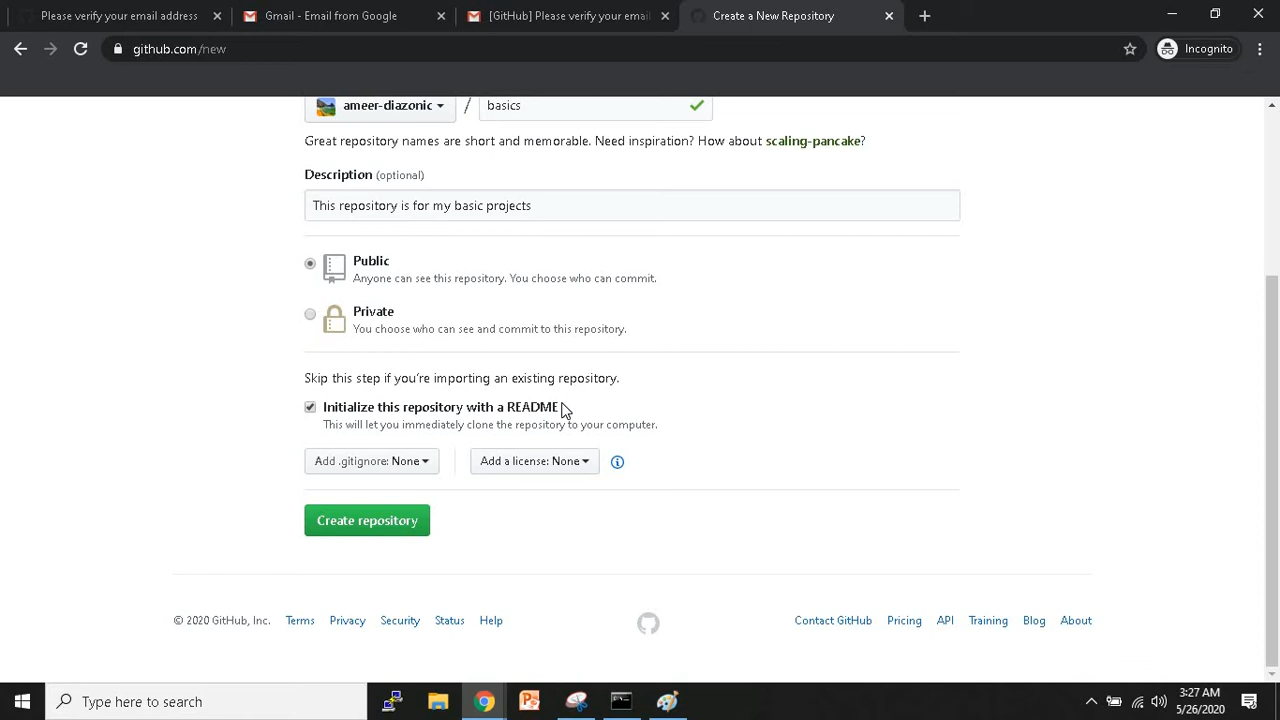 Please verify your email address
Gmail - Email from Google
[GitHub] Please verify your email
Create a New Repository
github.com/new
Incognito
ameer-diazonic / basics
Great repository names are short and memorable. Need inspiration? How about scaling-pancake?
Description (optional)
This repository is for my basic projects
Public
Anyone can see this repository. You choose who can commit.
Private
You choose who can see and commit to this repository.
Skip this step if you're importing an existing repository.
Initialize this repository with a README
This will let you immediately clone the repository to your computer.
Add .gitignore: None Add a license: None
Create repository
© 2020 GitHub, Inc. Terms Privacy Security Status Help Contact GitHub Pricing API Training Blog About
Type here to search
3:27 AM
5/26/2020